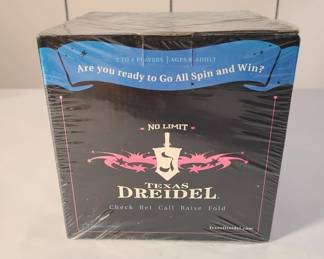 2 TO 8 PLAYERS | AGES 8-ADULT
Are you ready to Go All Spin and Win?
NO LIMIT
TEXAS
DREIDEL
Check Bet Call Raise Fold
TexasDreidel.com